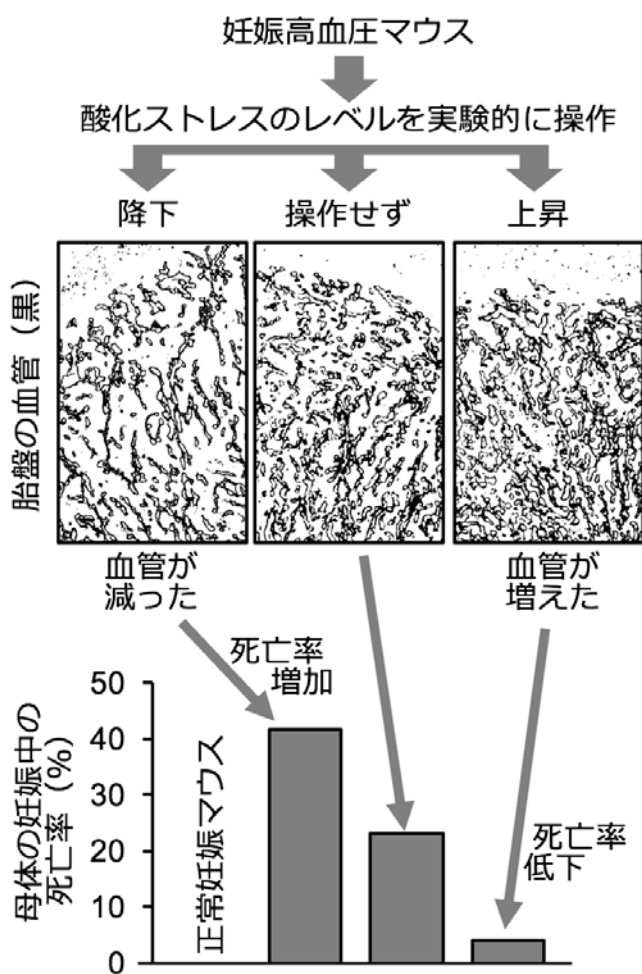 妊娠高血圧マウス
酸化ストレスのレベルを実験的に操作
降下
操作せず
上昇
胎盤の血管（黒）
血管が
減った
血管が
増えた
死亡率
増加
死亡率
低下
母体の妊娠中の
死亡率（%）
50
40
30
20
10
0
正常妊娠マウス